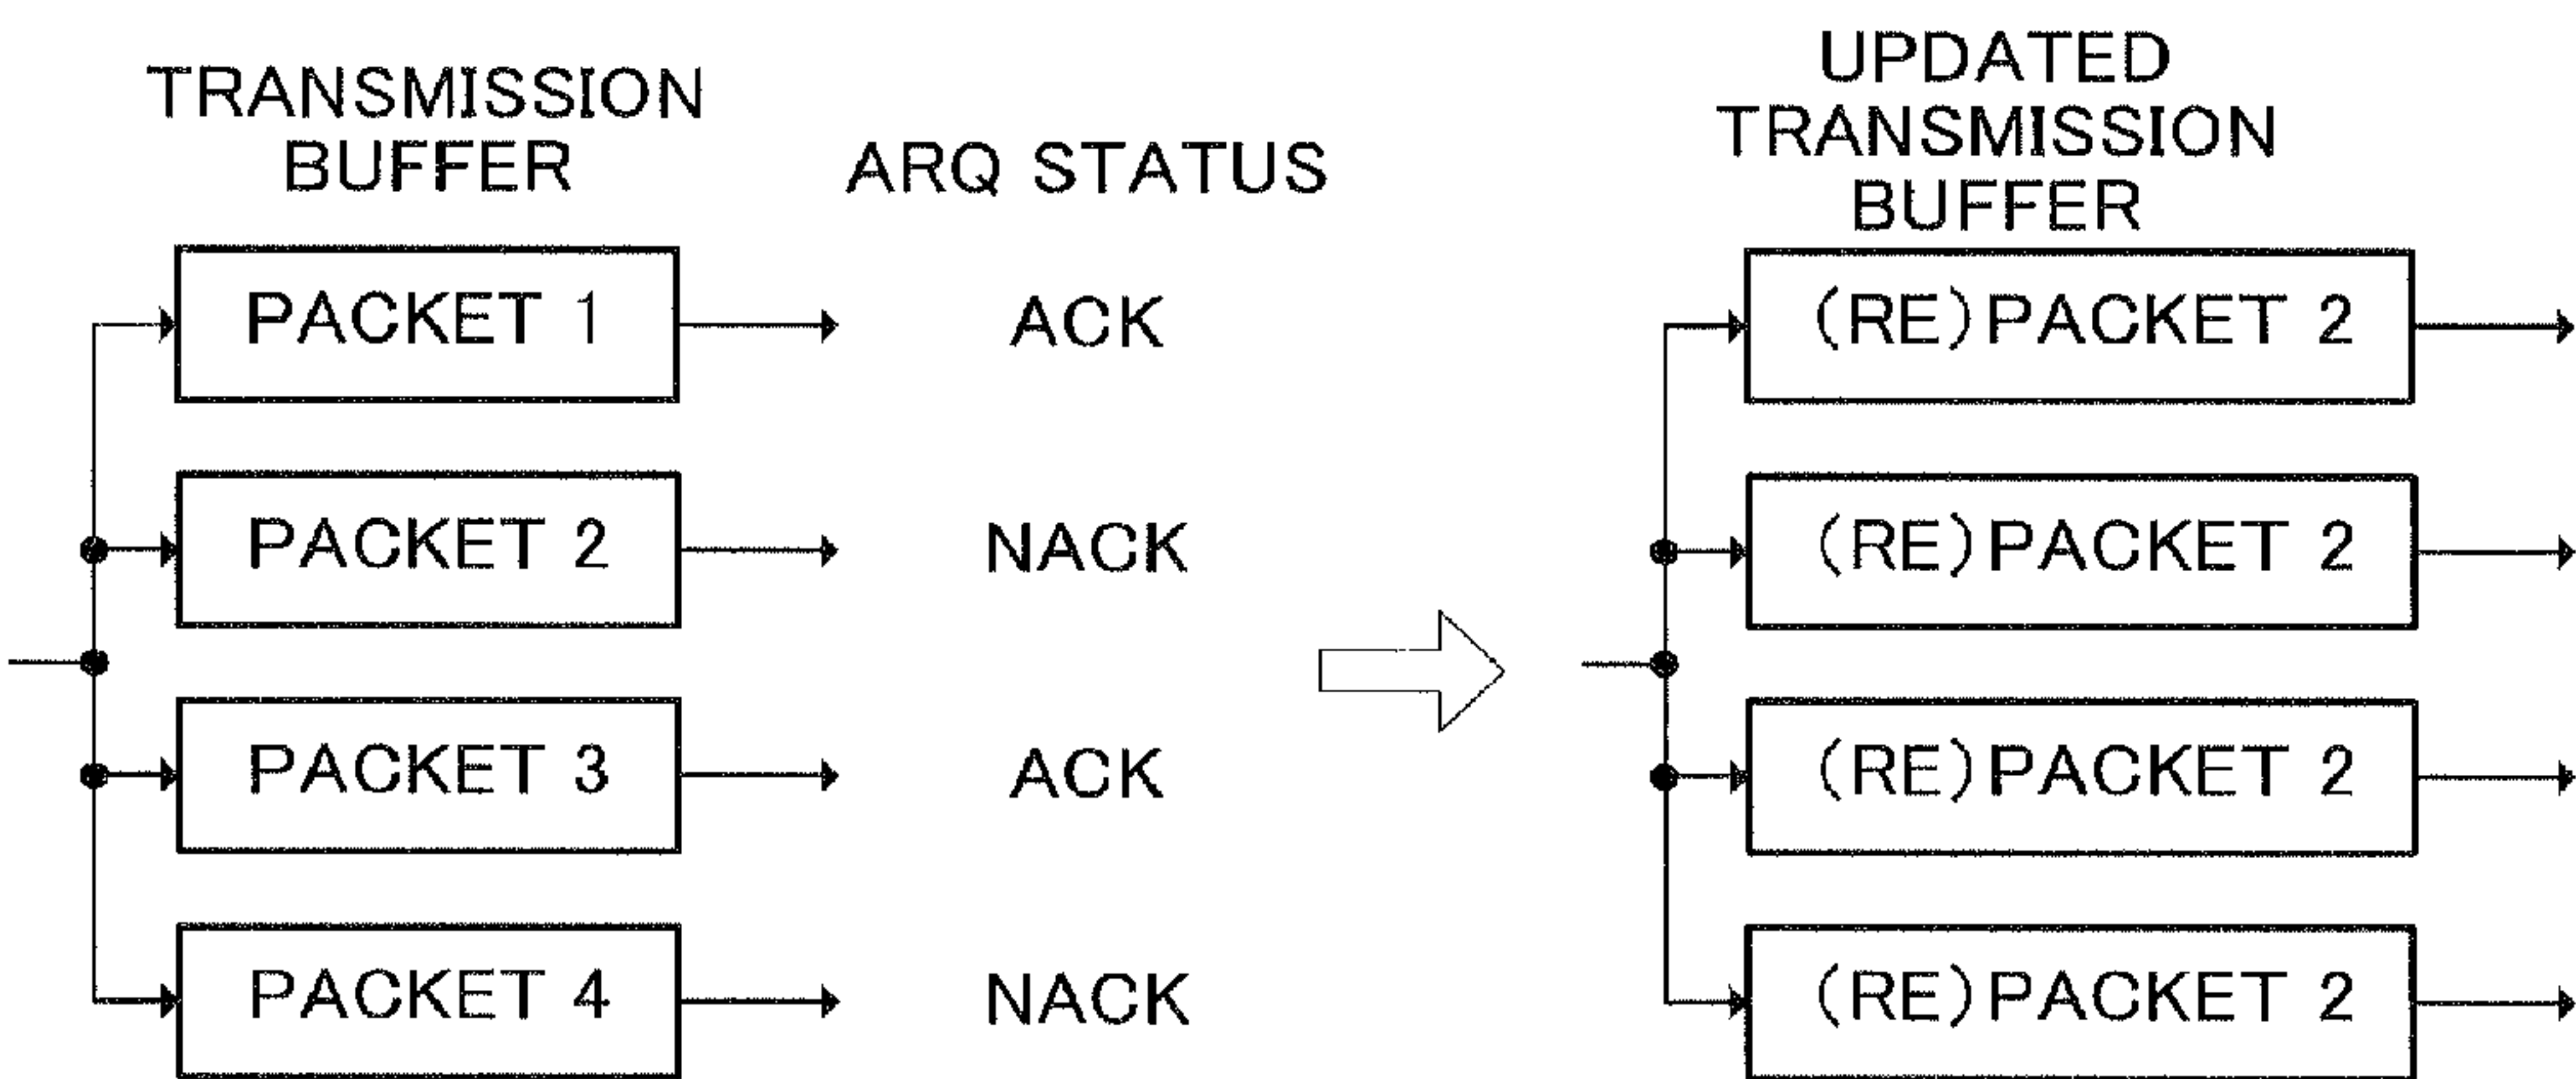 TRANSMISSION
BUFFER
ARQ STATUS
UPDATED
TRANSMISSION
BUFFER
PACKET 1
ACK
(RE)PACKET 2
PACKET 2
NACK
(RE)PACKET 2
PACKET 3
ACK
(RE)PACKET 2
PACKET 4
NACK
(RE)PACKET 2